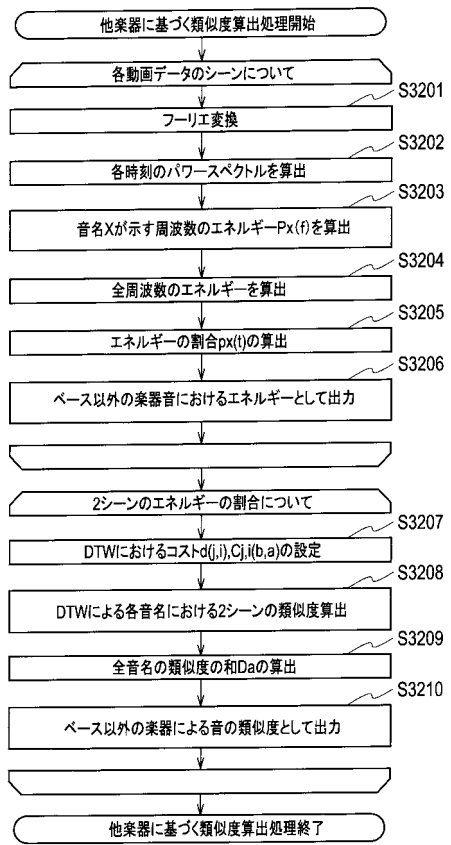 他楽器に基づく類似度算出処理開始
各動画データのシーンについて
S3201
フーリエ変換
S3202
各時刻のパワースペクトルを算出
S3203
音名Xが示す周波数のエネルギーPx(f)を算出
S3204
全周波数のエネルギーを算出
S3205
エネルギーの割合px(t)の算出
S3206
ベース以外の楽器音におけるエネルギーとして出力
2シーンのエネルギーの割合について
S3207
DTWにおけるコストd(j,i),Cj,i(b,a)の設定
S3208
DTWによる各音名における2シーンの類似度算出
S3209
全音名の類似度の和Daの算出
S3210
ベース以外の楽器による音の類似度として出力
他楽器に基づく類似度算出処理終了